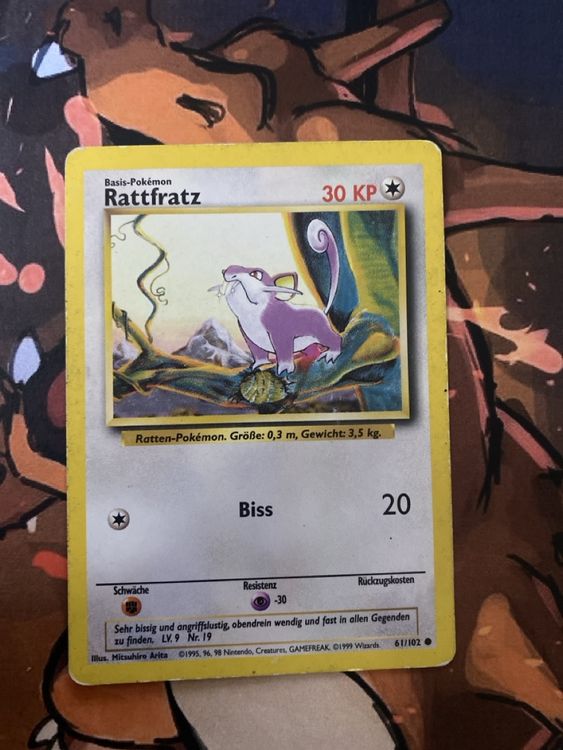 Basis-Pokémon
Rattfratz
30 KP
Ratten-Pokémon. Größe: 0,3 m, Gewicht: 3,5 kg.
Biss 20
Schwäche Resistenz Rückzugskosten
-30
Sehr bissig und angriffslustig, obendrein wendig und fast in allen Gegenden
zu finden. LV. 9 Nr. 19
Illus. Mitsuhiro Arita ©1995, 96, 98 Nintendo, Creatures, GAMEFREAK. ©1999 Wizards. 61/102